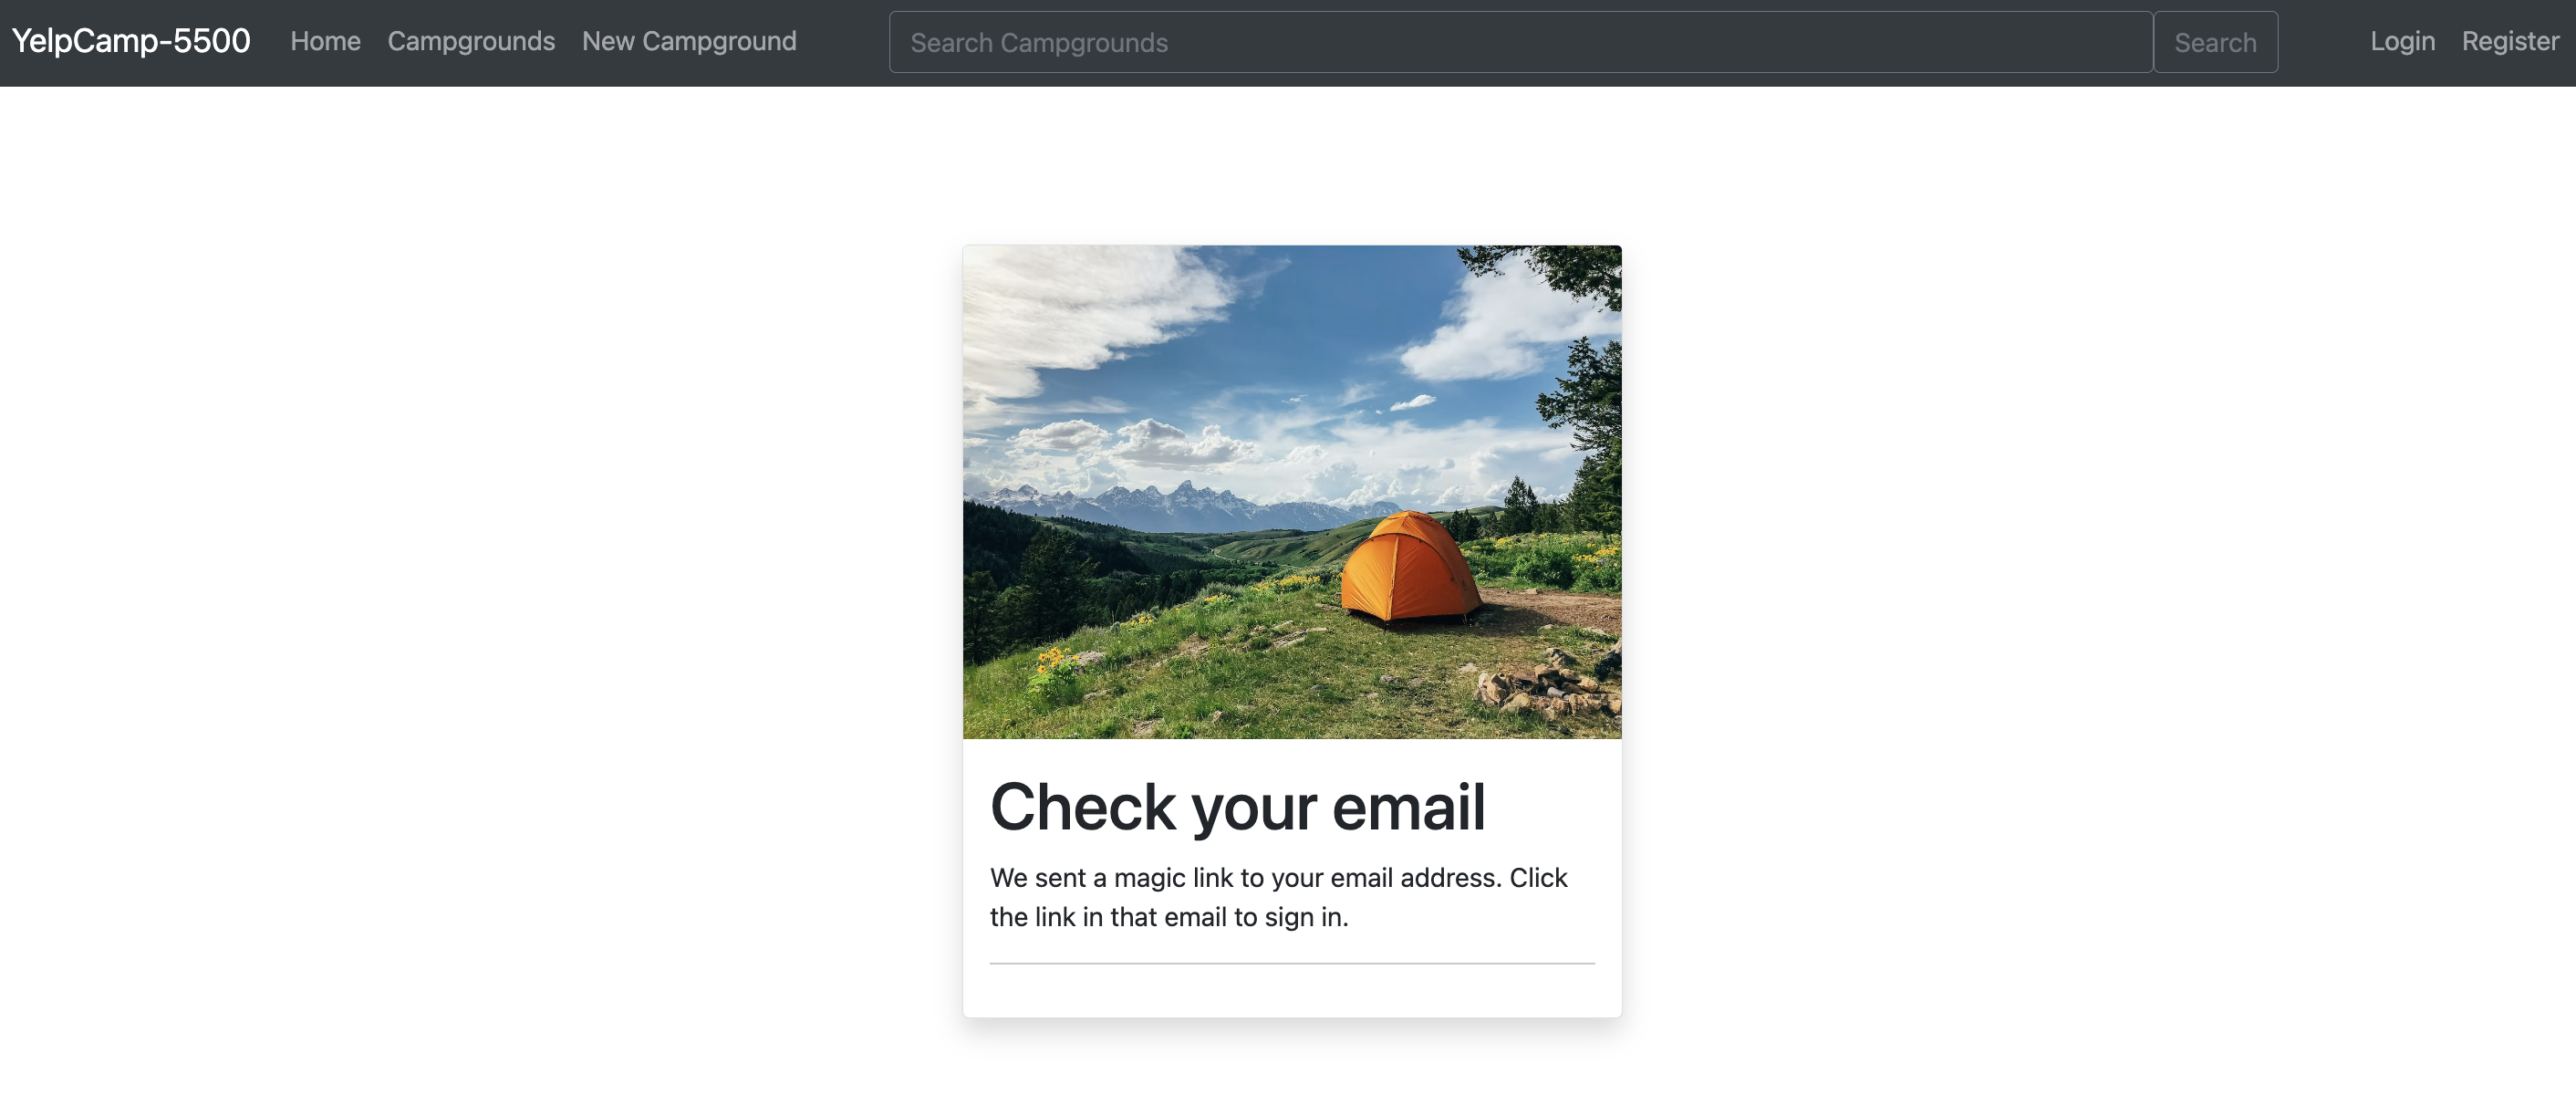 YelpCamp-5500 Home Campgrounds New Campground Search Campgrounds Search Login Register
Check your email
We sent a magic link to your email address. Click
the link in that email to sign in.